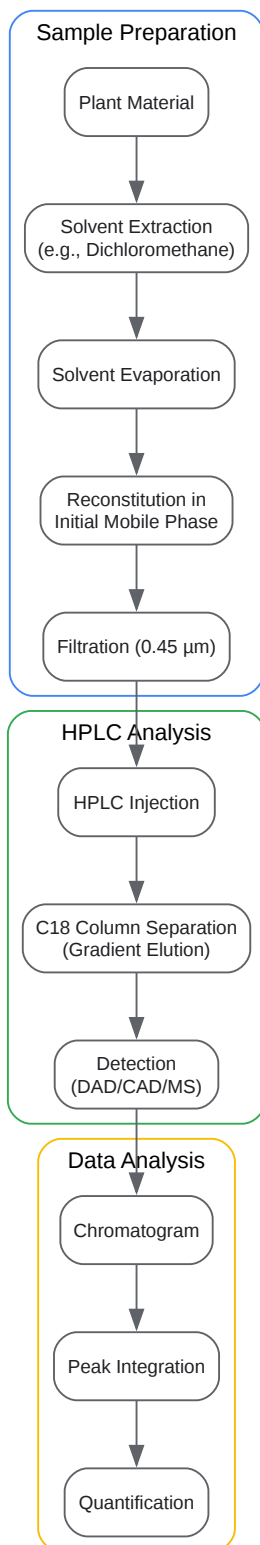 Sample Preparation
Plant Material
Solvent Extraction
(e.g., Dichloromethane)
Solvent Evaporation
Reconstitution in
Initial Mobile Phase
Filtration (0.45 µm)
HPLC Analysis
HPLC Injection
C18 Column Separation
(Gradient Elution)
Detection
(DAD/CAD/MS)
Data Analysis
Chromatogram
Peak Integration
Quantification